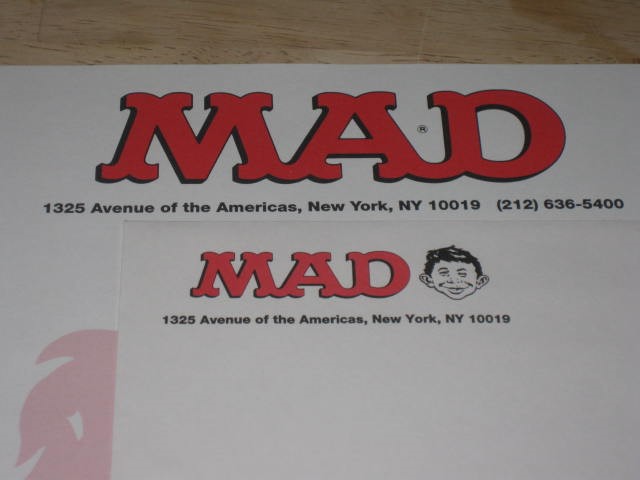 MAD®
1325 Avenue of the Americas, New York, NY 10019 (212) 636-5400
MAD
1325 Avenue of the Americas, New York, NY 10019